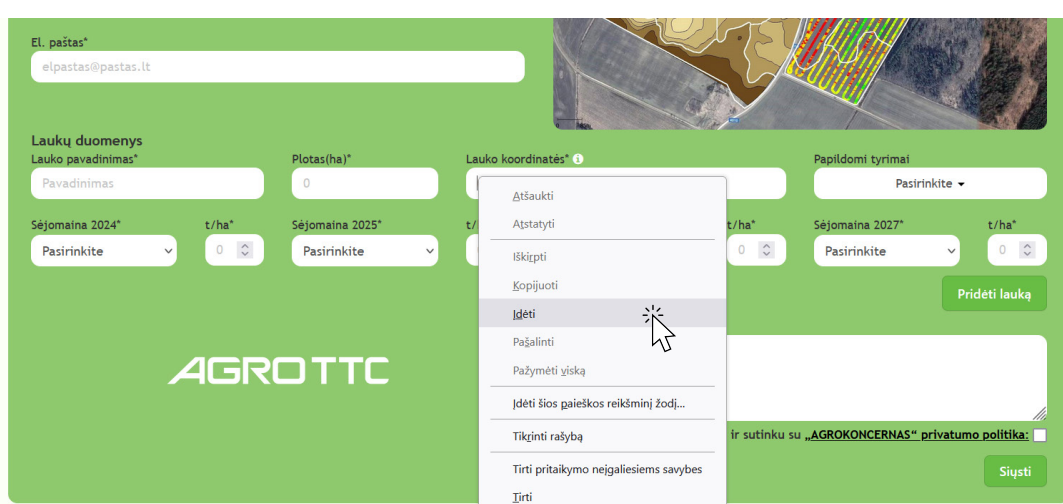 El. paštas*
elpastas@pastas.lt
Laukų duomenys
Lauko pavadinimas* Plotas(ha)* Lauko koordinatės* i Papildomi tyrimai
Pavadinimas 0 Pasirinkite
Atšaukti
Sėjomaina 2024* t/ha* Sėjomaina 2025* t/ t/ha* Sėjomaina 2027* t/ha*
Atstatyti
Pasirinkite 0 Pasirinkite 0 Pasirinkite 0
Iškirpti
Kopijuoti
Pridėti lauką
Įdėti
Pašalinti
AGRO TTC
Pažymėti viską
Įdėti šios paieškos reikšminį žodį...
Tikrinti rašybą ir sutinku su „AGROKONCERNAS“ privatumo politika:
Tirti pritaikymo neįgaliesiems savybes
Siųsti
Tirti